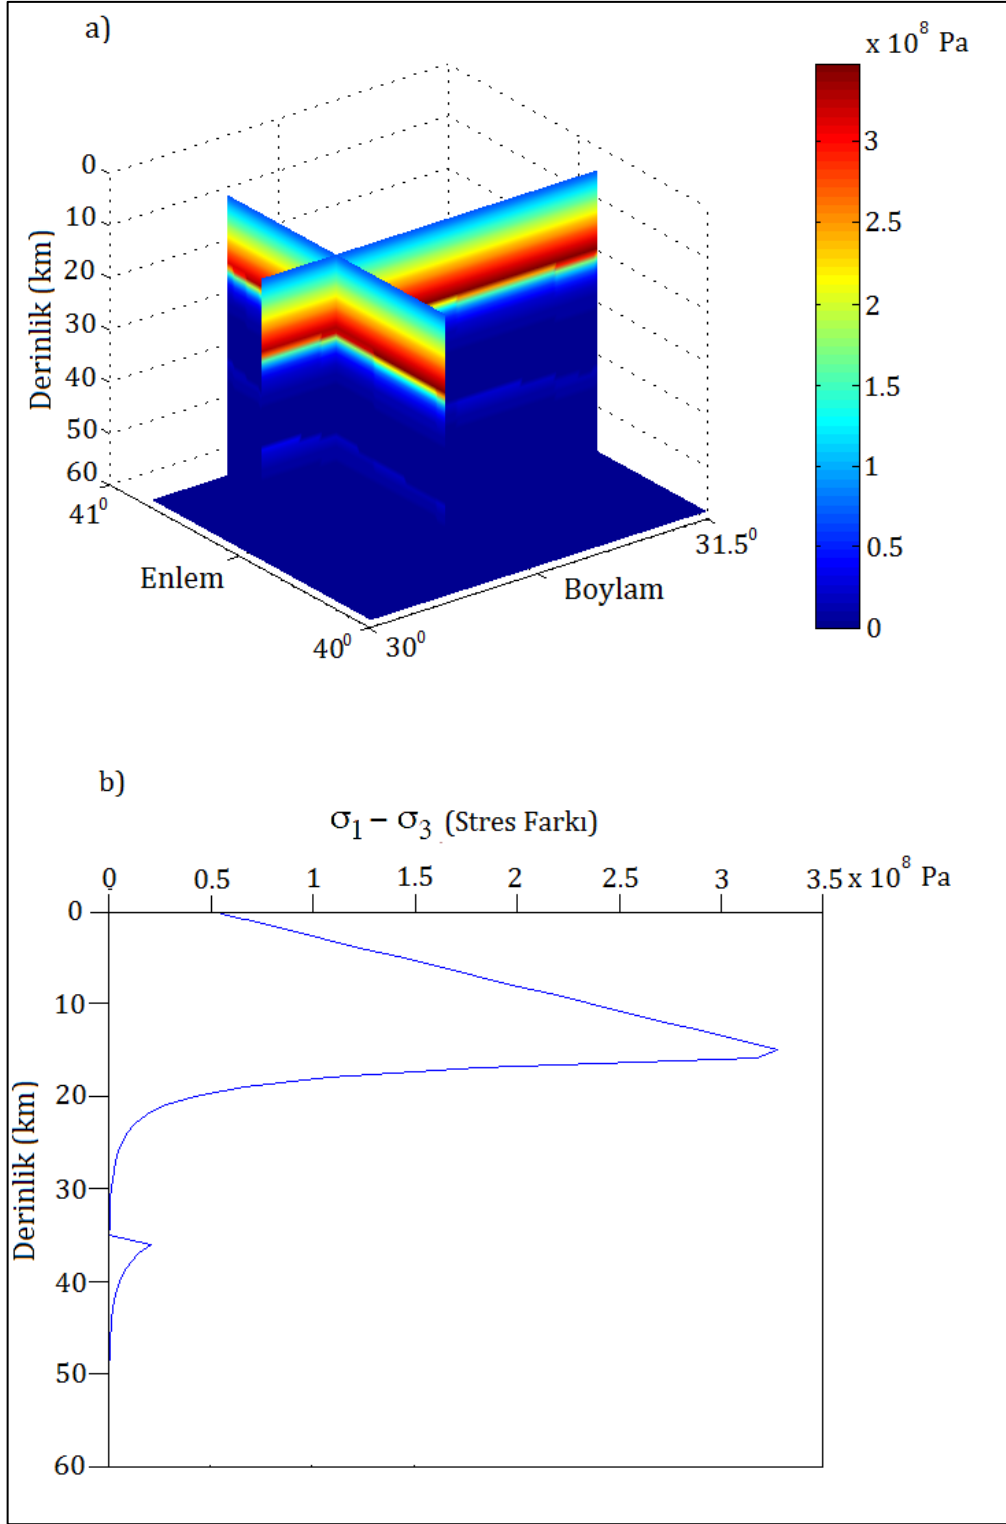 a)
x 10⁸ Pa
0
10
20
30
40
50
60
Derinlik (km)
41⁰
Enlem
40⁰
30⁰
Boylam
31.5⁰
3
2.5
2
1.5
1
0.5
0
b)
σ₁ – σ₃ (Stres Farkı)
0 0.5 1 1.5 2 2.5 3 3.5 x 10⁸ Pa
0
10
20
30
40
50
60
Derinlik (km)